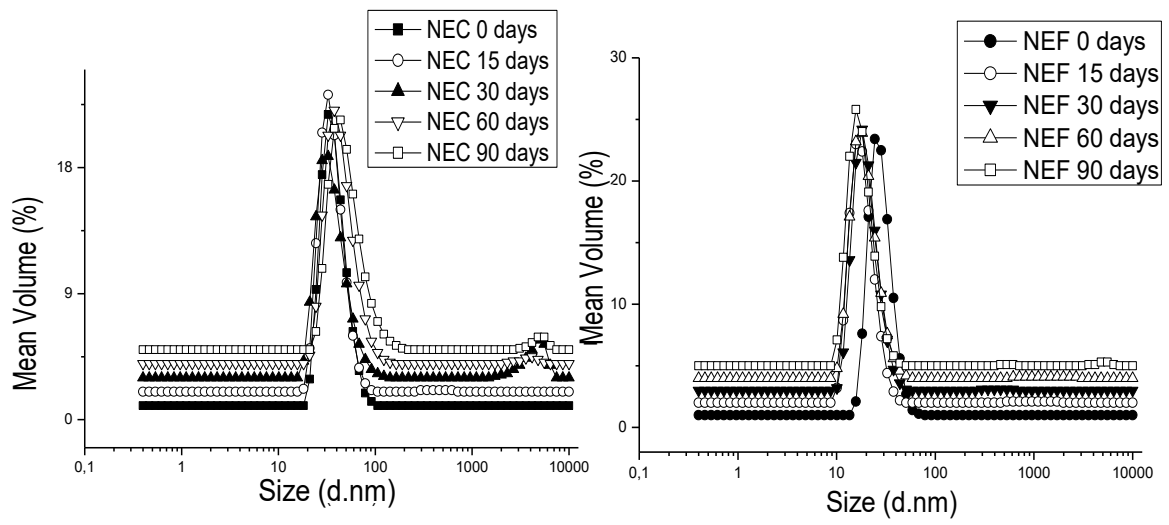 NEC 0 days
NEC 15 days
NEC 30 days
NEC 60 days
NEC 90 days
18
9
0
Mean Volume (%)
0,1 1 10 100 1000 10000
Size (d.nm)
NEF 0 days
NEF 15 days
NEF 30 days
NEF 60 days
NEF 90 days
30
20
10
0
Mean Volume (%)
0,1 1 10 100 1000 10000
Size (d.nm)